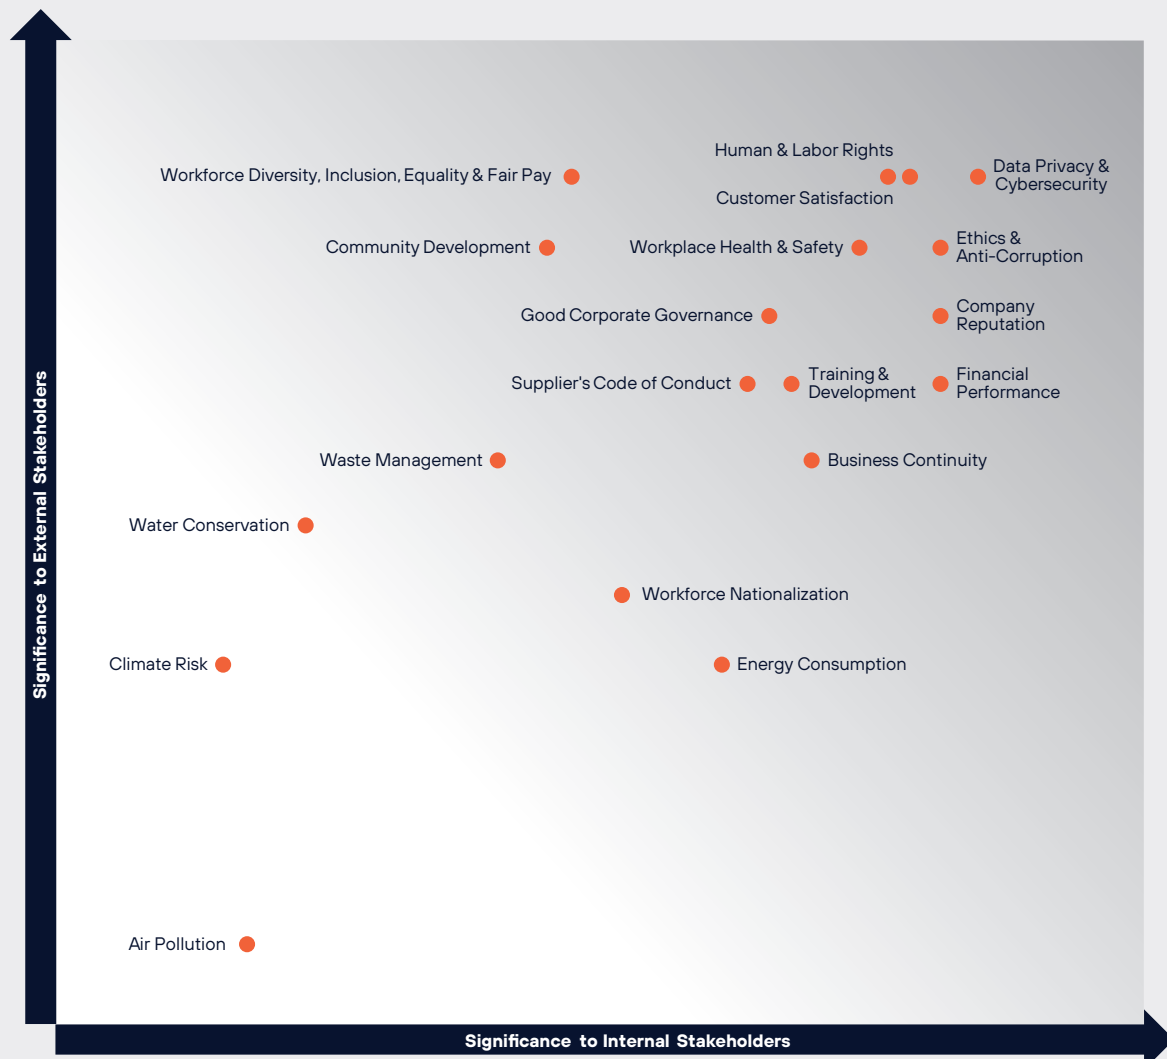 Human & Labor Rights
Workforce Diversity, Inclusion, Equality & Fair Pay
Data Privacy &
Cybersecurity
Customer Satisfaction
Community Development
Workplace Health & Safety
Ethics &
Anti-Corruption
Good Corporate Governance
Company
Reputation
Supplier's Code of Conduct
Training &
Development
Financial
Performance
Waste Management
Business Continuity
Water Conservation
Workforce Nationalization
Climate Risk
Energy Consumption
Air Pollution
Significance to External Stakeholders
Significance to Internal Stakeholders